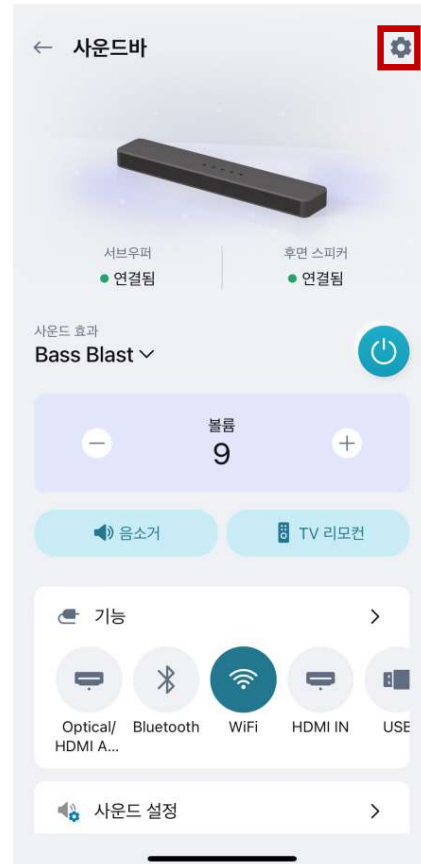 사운드바
서브우퍼 후면 스피커
연결됨 연결됨
사운드 효과
Bass Blast
볼륨
9
음소거 TV 리모컨
기능
Optical/ Bluetooth WiFi HDMI IN USB
HDMI A...
사운드 설정